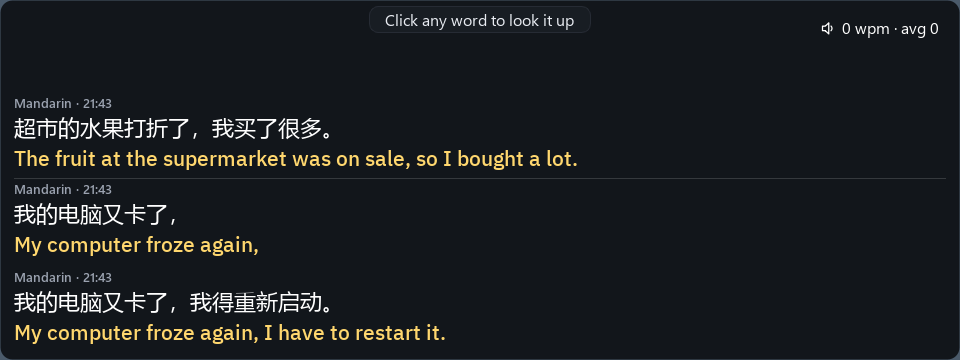 Click any word to look it up
0 wpm · avg 0
Mandarin · 21:43
超市的水果打折了，我买了很多。
The fruit at the supermarket was on sale, so I bought a lot.
Mandarin · 21:43
我的电脑又卡了，
My computer froze again,
Mandarin · 21:43
我的电脑又卡了，我得重新启动。
My computer froze again, I have to restart it.